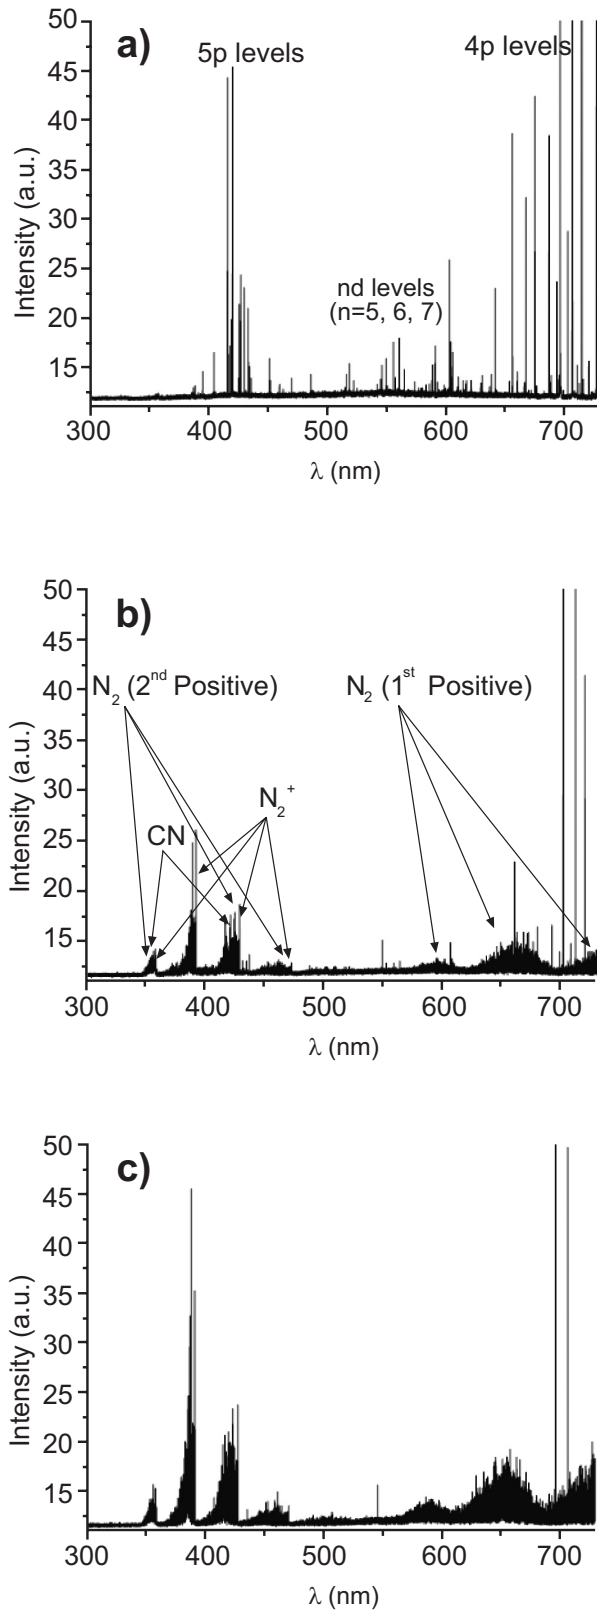 a)
5p levels
4p levels
nd levels
(n=5, 6, 7)
Intensity (a.u.)
50
45
40
35
30
25
20
15
300
400
500
600
700
λ (nm)
b)
N₂ (2ⁿᵈ Positive)
N₂ (1ˢᵗ Positive)
N₂⁺
CN
Intensity (a.u.)
50
45
40
35
30
25
20
15
300
400
500
600
700
λ (nm)
c)
Intensity (a.u.)
50
45
40
35
30
25
20
15
300
400
500
600
700
λ (nm)